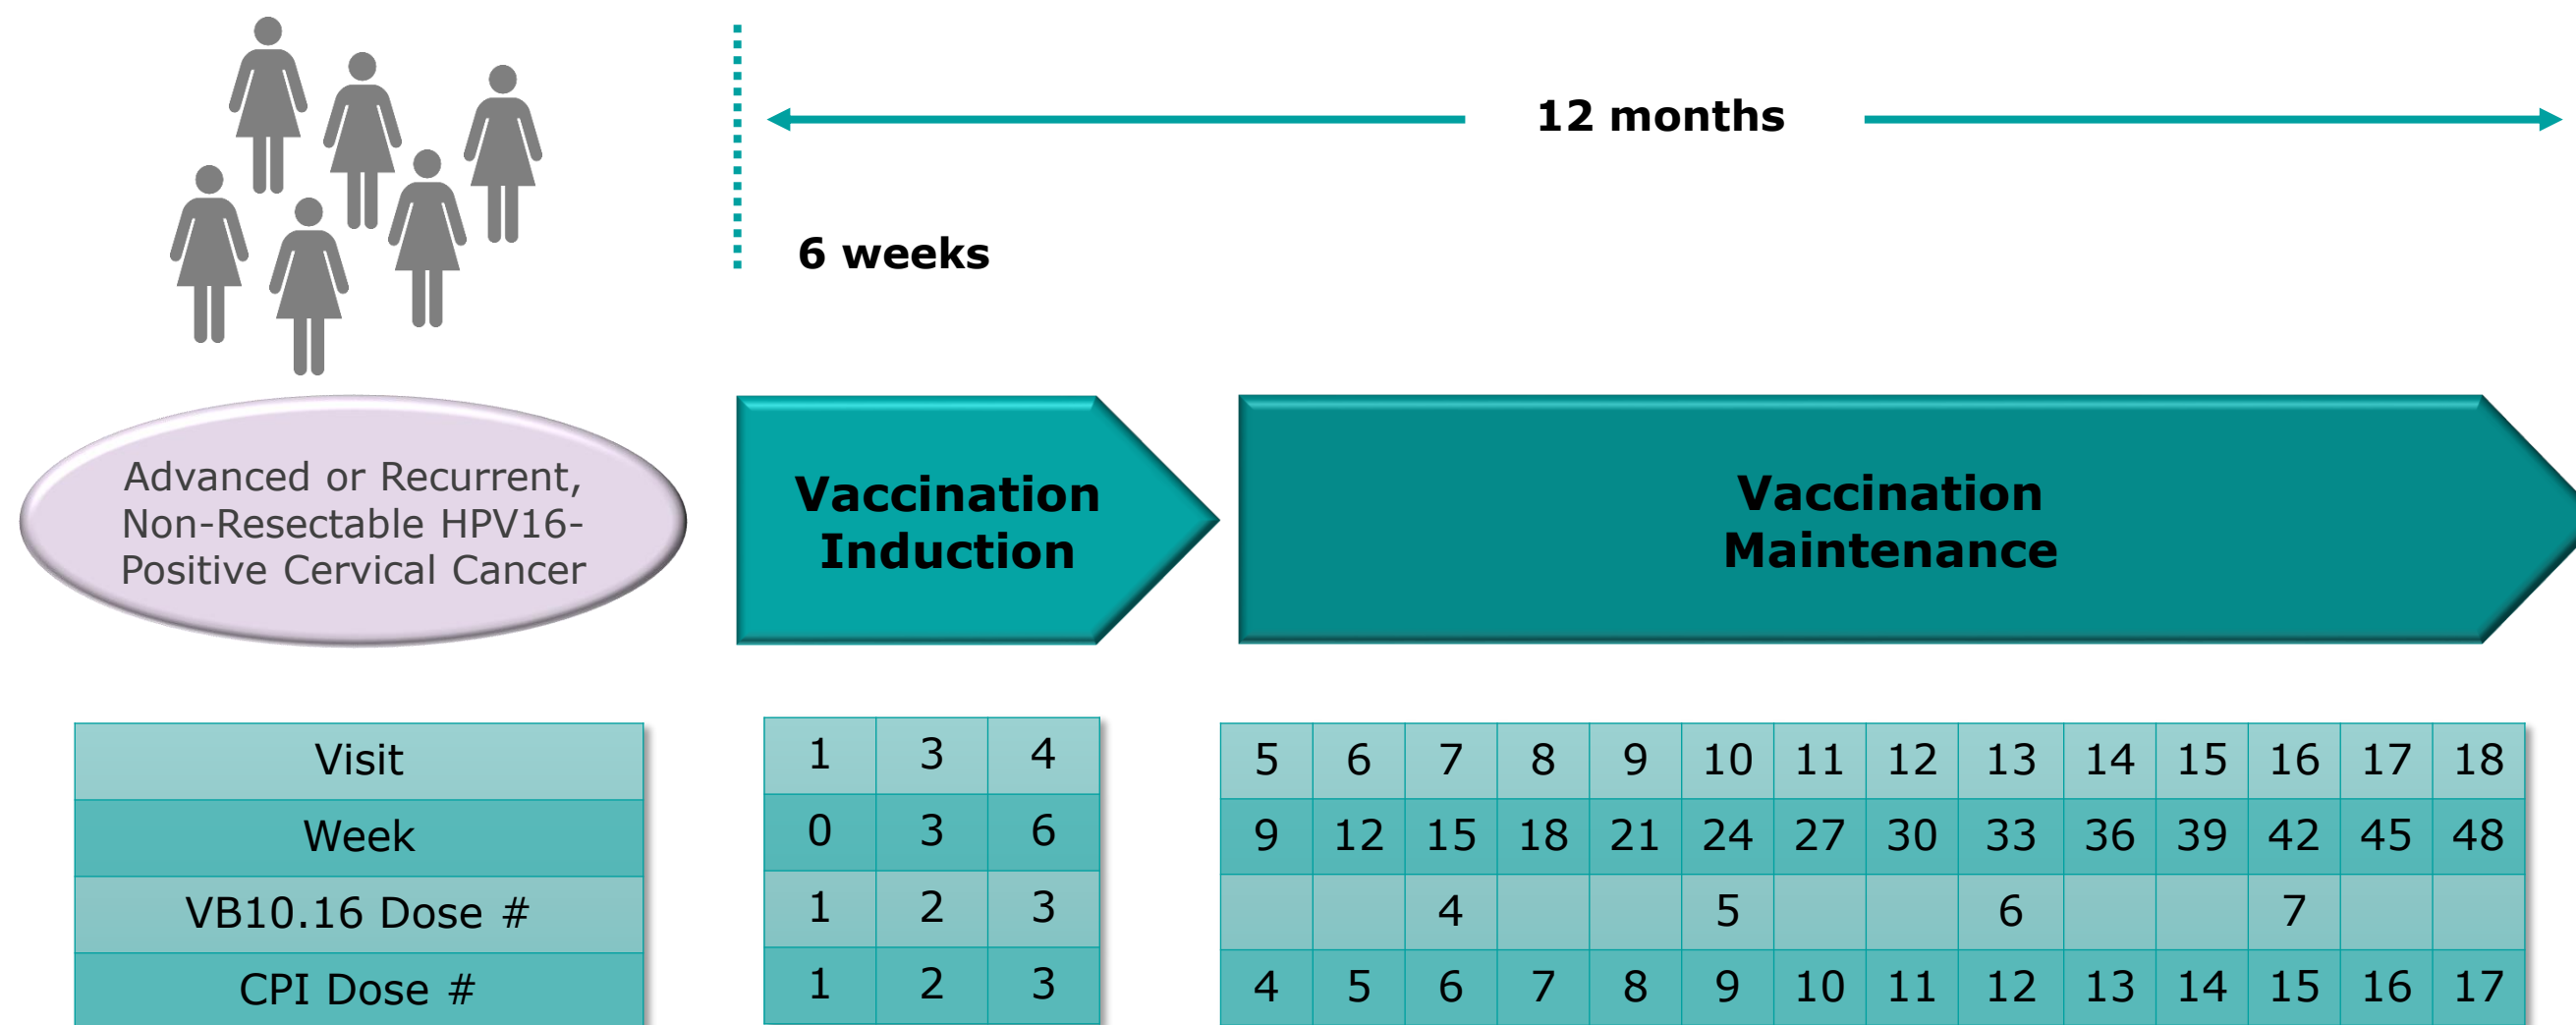 12 months
6 weeks
Advanced or Recurrent,
Non-Resectable HPV16-
Positive Cervical Cancer
Vaccination
Induction
Vaccination
Maintenance
Visit 1 3 4 5 6 7 8 9 10 11 12 13 14 15 16 17 18
Week 0 3 6 9 12 15 18 21 24 27 30 33 36 39 42 45 48
VB10.16 Dose # 1 2 3 4 5 6 7
CPI Dose # 1 2 3 4 5 6 7 8 9 10 11 12 13 14 15 16 17